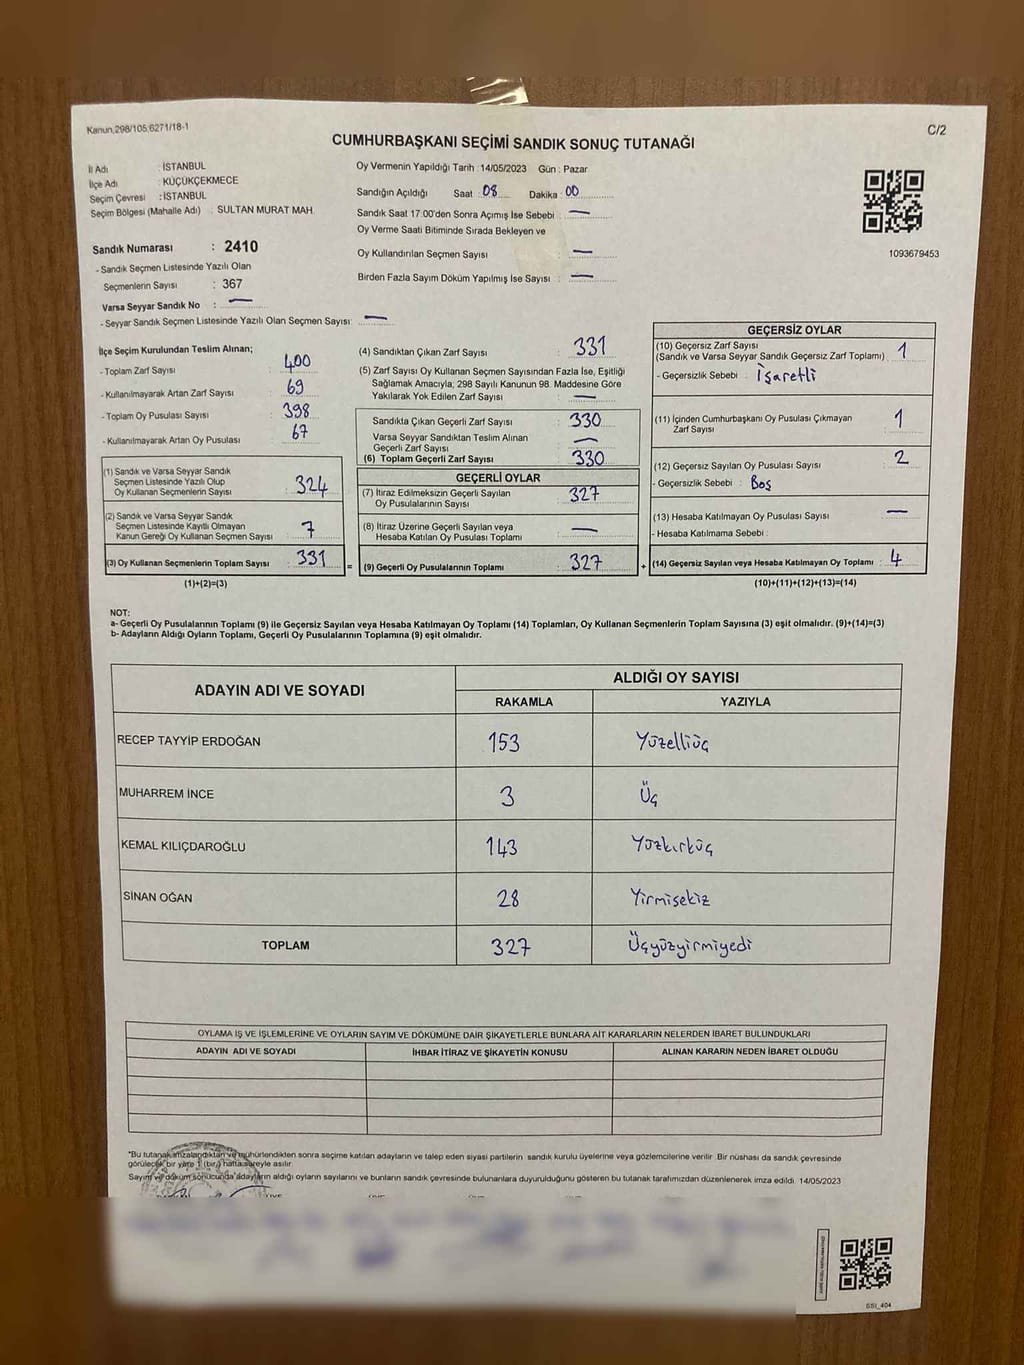 Kanun,298/105;6271/18-1
C/2
CUMHURBAŞKANI SEÇİMİ SANDIK SONUÇ TUTANAĞI
İl Adı : İSTANBUL
İlçe Adı : KÜÇÜKÇEKMECE
Seçim Çevresi : İSTANBUL
Seçim Bölgesi (Mahalle Adı) : SULTAN MURAT MAH.
Sandık Numarası : 2410
- Sandık Seçmen Listesinde Yazılı Olan
Seçmenlerin Sayısı : 367
Varsa Seyyar Sandık No : —
- Seyyar Sandık Seçmen Listesinde Yazılı Olan Seçmen Sayısı: —
Oy Vermenin Yapıldığı Tarih :14/05/2023 Gün : Pazar
Sandığın Açıldığı Saat :08 Dakika :00
Sandık Saat 17:00'den Sonra Açımış İse Sebebi : —
Oy Verme Saati Bitiminde Sırada Bekleyen ve
Oy Kullandırılan Seçmen Sayısı : —
Birden Fazla Sayım Döküm Yapılmış İse Sayısı : —
1093679453
İlçe Seçim Kurulundan Teslim Alınan;
- Toplam Zarf Sayısı : 400
- Kullanılmayarak Artan Zarf Sayısı : 69
- Toplam Oy Pusulası Sayısı : 398
- Kullanılmayarak Artan Oy Pusulası : 67
(1) Sandık ve Varsa Seyyar Sandık
Seçmen Listesinde Yazılı Olup
Oy Kullanan Seçmenlerin Sayısı : 324
(2) Sandık ve Varsa Seyyar Sandık
Seçmen Listesinde Kayıtlı Olmayan
Kanun Gereği Oy Kullanan Seçmen Sayısı : 7
(3) Oy Kullanan Seçmenlerin Toplam Sayısı : 331
(1)+(2)=(3)
(4) Sandıktan Çıkan Zarf Sayısı : 331
(5) Zarf Sayısı Oy Kullanan Seçmen Sayısından Fazla İse, Eşitliği
Sağlamak Amacıyla; 298 Sayılı Kanunun 98. Maddesine Göre
Yakılarak Yok Edilen Zarf Sayısı : —
Sandıkta Çıkan Geçerli Zarf Sayısı : 330
Varsa Seyyar Sandıktan Teslim Alınan
Geçerli Zarf Sayısı : —
(6) Toplam Geçerli Zarf Sayısı : 330
GEÇERLİ OYLAR
(7) İtiraz Edilmeksizin Geçerli Sayılan
Oy Pusulalarının Sayısı : 327
(8) İtiraz Üzerine Geçerli Sayılan veya
Hesaba Katılan Oy Pusulası Toplamı : —
= (9) Geçerli Oy Pusulalarının Toplamı : 327
GEÇERSİZ OYLAR
(10) Geçersiz Zarf Sayısı
(Sandık ve Varsa Seyyar Sandık Geçersiz Zarf Toplamı) : 1
- Geçersizlik Sebebi : İşaretli
(11) İçinden Cumhurbaşkanı Oy Pusulası Çıkmayan
Zarf Sayısı : 1
(12) Geçersiz Sayılan Oy Pusulası Sayısı : 2
- Geçersizlik Sebebi : Boş
(13) Hesaba Katılmayan Oy Pusulası Sayısı : —
- Hesaba Katılmama Sebebi :
+ (14) Geçersiz Sayılan veya Hesaba Katılmayan Oy Toplamı : 4
(10)+(11)+(12)+(13)=(14)
NOT:
a- Geçerli Oy Pusulalarının Toplamı (9) ile Geçersiz Sayılan veya Hesaba Katılmayan Oy Toplamı (14) Toplamları, Oy Kullanan Seçmenlerin Toplam Sayısına (3) eşit olmalıdır. (9)+(14)=(3)
b- Adayların Aldığı Oyların Toplamı, Geçerli Oy Pusulalarının Toplamına (9) eşit olmalıdır.
ADAYIN ADI VE SOYADI
ALDIĞI OY SAYISI
RAKAMLA YAZIYLA
RECEP TAYYİP ERDOĞAN 153 Yüzelliüç
MUHARREM İNCE 3 Üç
KEMAL KILIÇDAROĞLU 143 Yüzkırküç
SİNAN OĞAN 28 Yirmisekiz
TOPLAM 327 Üçyüzyirmiyedi
OYLAMA İŞ VE İŞLEMLERİNE VE OYLARIN SAYIM VE DÖKÜMÜNE DAİR ŞİKAYETLERLE BUNLARA AİT KARARLARIN NELERDEN İBARET BULUNDUKLARI
ADAYIN ADI VE SOYADI İHBAR İTİRAZ VE ŞİKAYETİN KONUSU ALINAN KARARIN NEDEN İBARET OLDUĞU
*Bu tutanak imzalandıktan ve mühürlendikten sonra seçime katılan adayların ve talep eden siyasi partilerin sandık kurulu üyelerine veya gözlemcilerine verilir. Bir nüshası da sandık çevresinde
görülecek bir yere 1 (bir) hafta süreyle asılır.
Sayım ve döküm sonucunda adayların aldığı oyların sayılarını ve bunların sandık çevresinde bulunanlara duyurulduğunu gösteren bu tutanak tarafımızdan düzenlenerek imza edildi. 14/05/2023
SSI_404